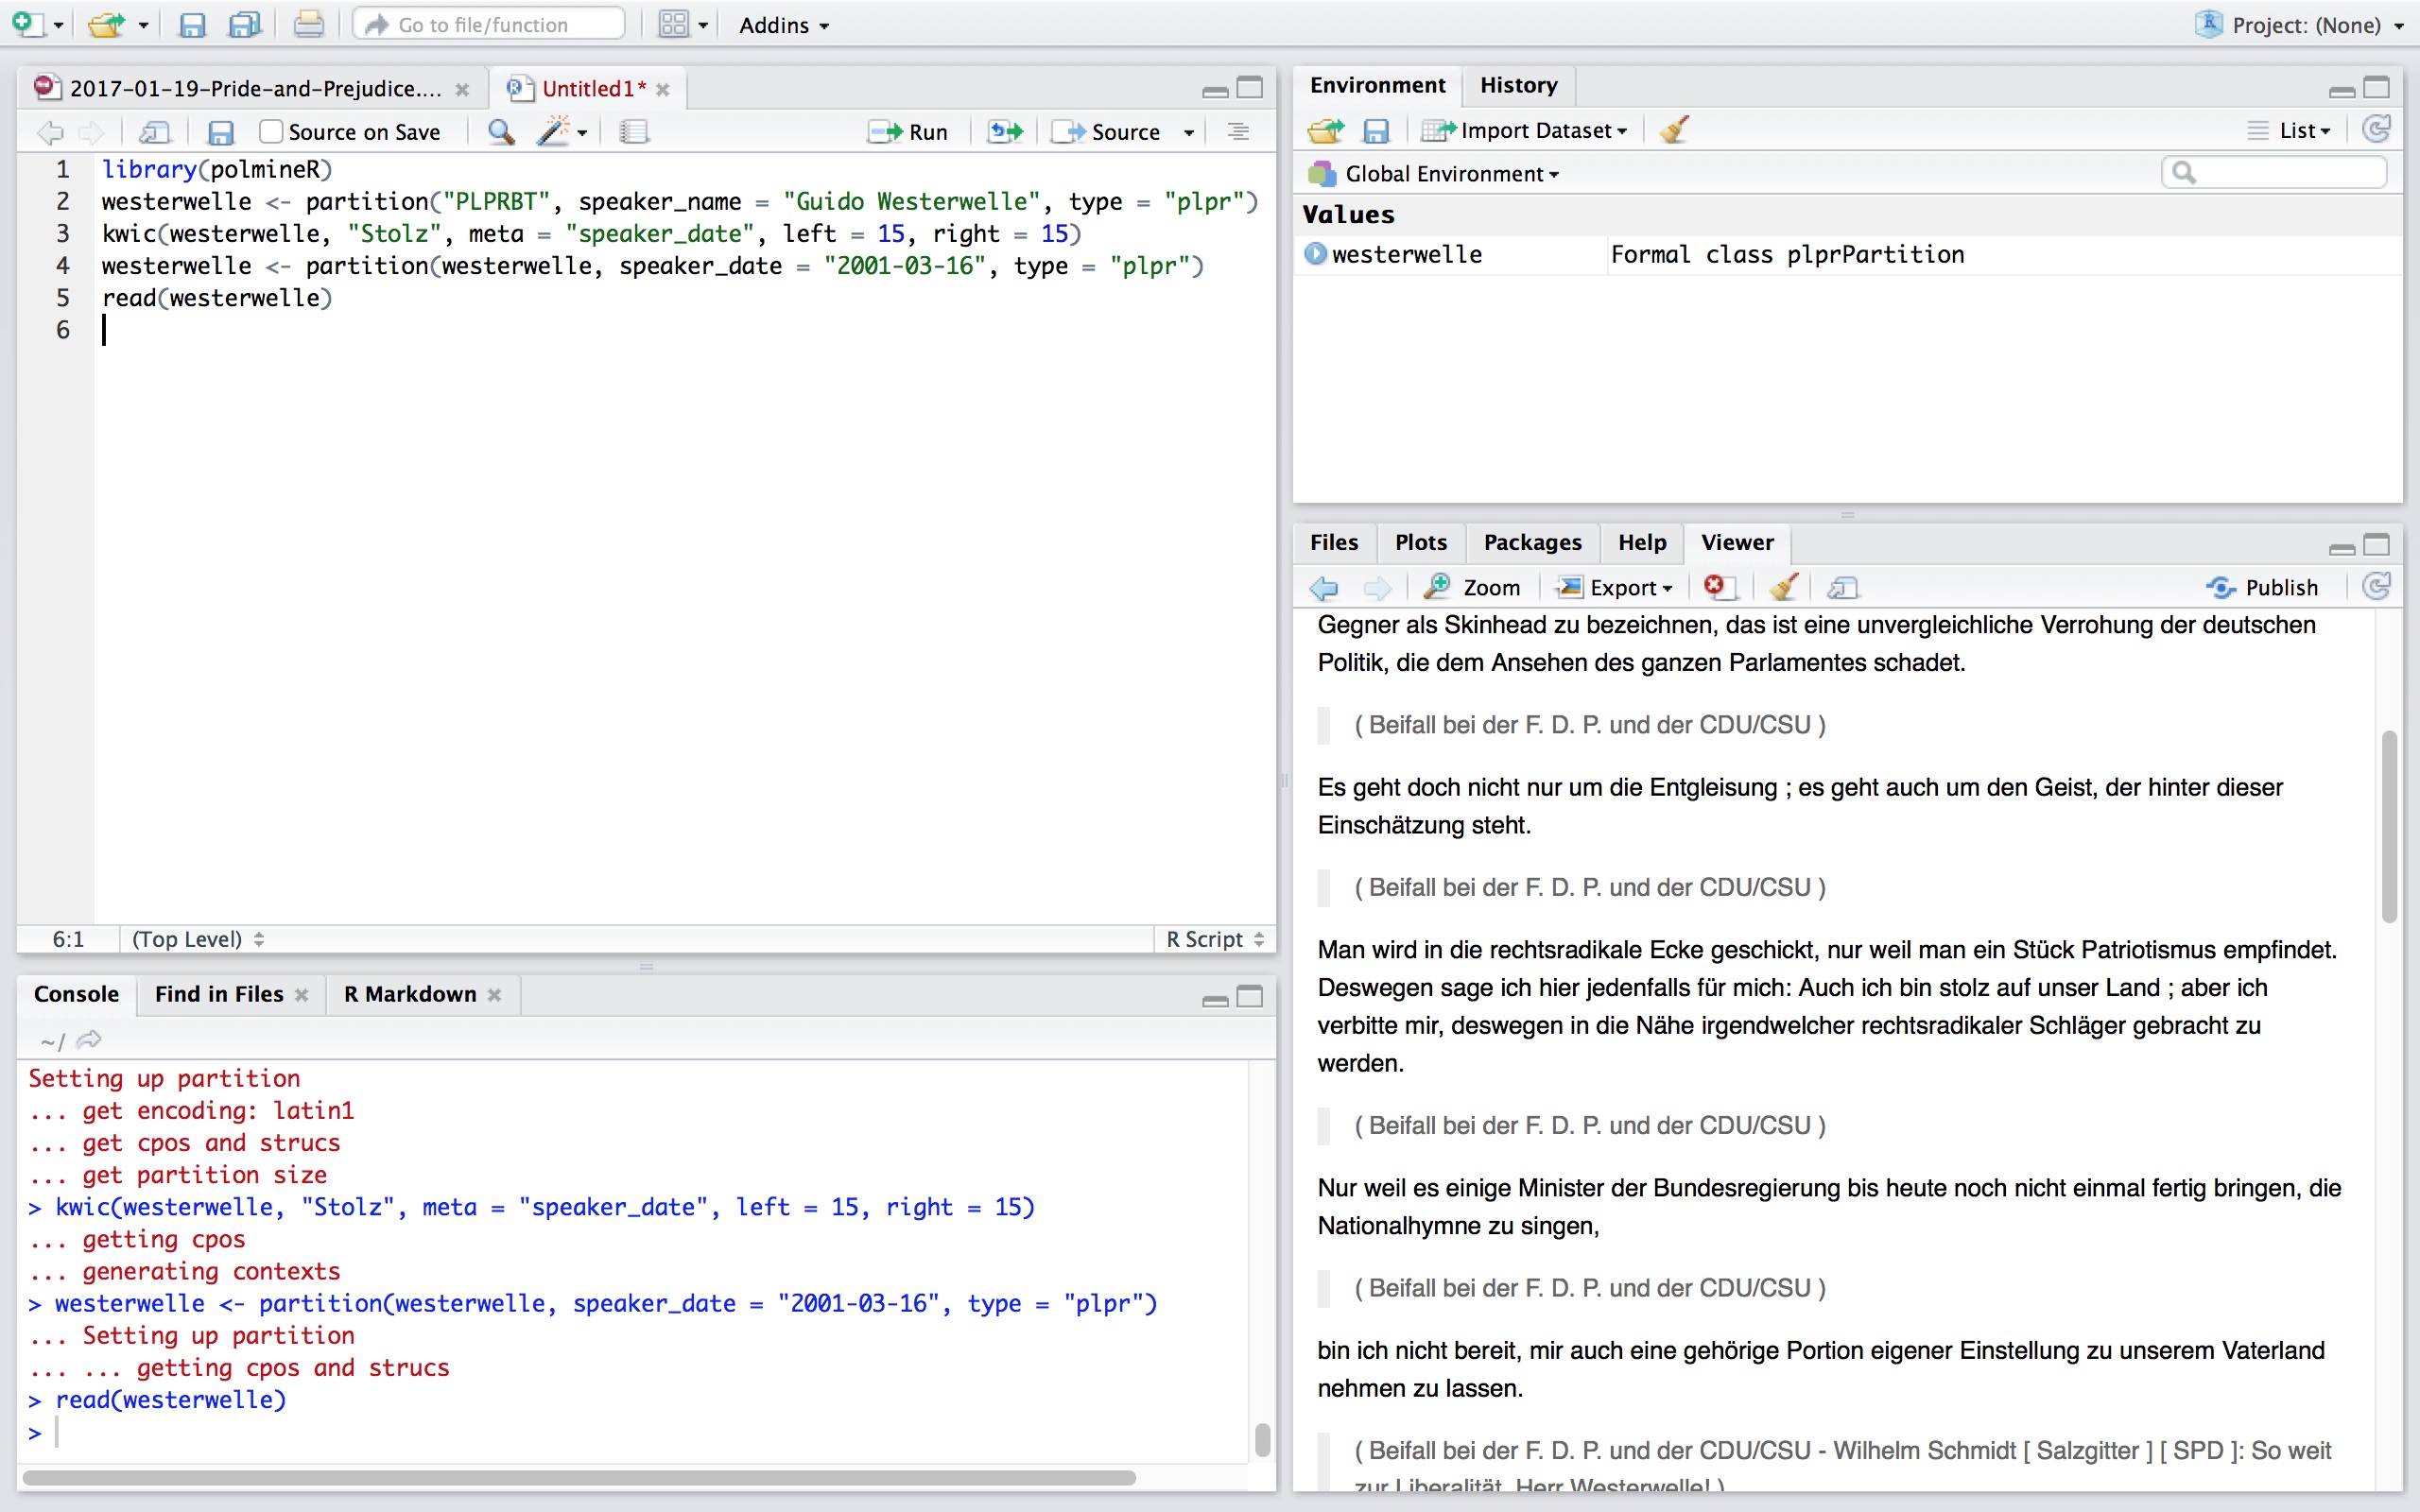 Go to file/function
Addins
Project: (None)
2017-01-19-Pride-and-Prejudice....
Untitled1*
Source on Save
Run
Source
1 library(polmineR)
2 westerwelle <- partition("PLPRBT", speaker_name = "Guido Westerwelle", type = "plpr")
3 kwic(westerwelle, "Stolz", meta = "speaker_date", left = 15, right = 15)
4 westerwelle <- partition(westerwelle, speaker_date = "2001-03-16", type = "plpr")
5 read(westerwelle)
6
6:1 (Top Level) R Script
Console Find in Files R Markdown
~/
Setting up partition
... get encoding: latin1
... get cpos and strucs
... get partition size
> kwic(westerwelle, "Stolz", meta = "speaker_date", left = 15, right = 15)
... getting cpos
... generating contexts
> westerwelle <- partition(westerwelle, speaker_date = "2001-03-16", type = "plpr")
... Setting up partition
... ... getting cpos and strucs
> read(westerwelle)
>
Environment History
Import Dataset List
Global Environment
Values
westerwelle Formal class plprPartition
Files Plots Packages Help Viewer
Zoom Export Publish
Gegner als Skinhead zu bezeichnen, das ist eine unvergleichliche Verrohung der deutschen
Politik, die dem Ansehen des ganzen Parlamentes schadet.
( Beifall bei der F. D. P. und der CDU/CSU )
Es geht doch nicht nur um die Entgleisung ; es geht auch um den Geist, der hinter dieser
Einschätzung steht.
( Beifall bei der F. D. P. und der CDU/CSU )
Man wird in die rechtsradikale Ecke geschickt, nur weil man ein Stück Patriotismus empfindet.
Deswegen sage ich hier jedenfalls für mich: Auch ich bin stolz auf unser Land ; aber ich
verbitte mir, deswegen in die Nähe irgendwelcher rechtsradikaler Schläger gebracht zu
werden.
( Beifall bei der F. D. P. und der CDU/CSU )
Nur weil es einige Minister der Bundesregierung bis heute noch nicht einmal fertig bringen, die
Nationalhymne zu singen,
( Beifall bei der F. D. P. und der CDU/CSU )
bin ich nicht bereit, mir auch eine gehörige Portion eigener Einstellung zu unserem Vaterland
nehmen zu lassen.
( Beifall bei der F. D. P. und der CDU/CSU - Wilhelm Schmidt [ Salzgitter ] [ SPD ]: So weit
zur Liberalität, Herr Westerwelle! )